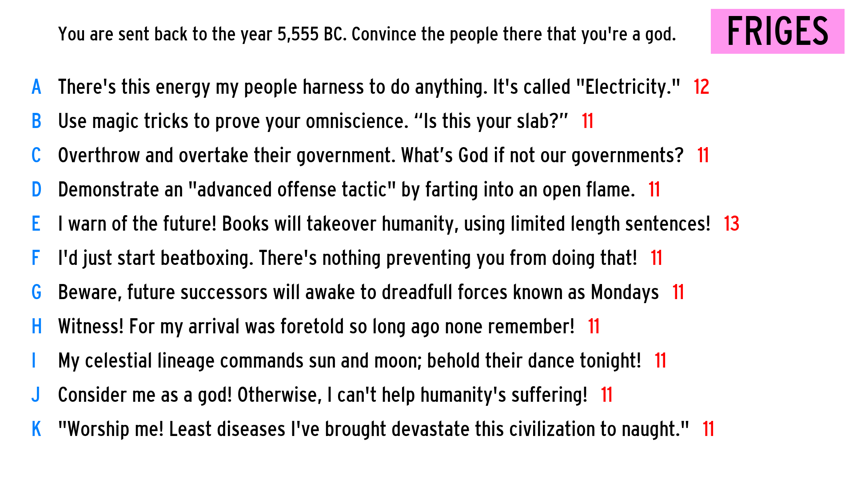 You are sent back to the year 5,555 BC. Convince the people there that you're a god.
FRIGES
A There's this energy my people harness to do anything. It's called "Electricity." 12
B Use magic tricks to prove your omniscience. “Is this your slab?” 11
C Overthrow and overtake their government. What’s God if not our governments? 11
D Demonstrate an "advanced offense tactic" by farting into an open flame. 11
E I warn of the future! Books will takeover humanity, using limited length sentences! 13
F I'd just start beatboxing. There's nothing preventing you from doing that! 11
G Beware, future successors will awake to dreadfull forces known as Mondays 11
H Witness! For my arrival was foretold so long ago none remember! 11
I My celestial lineage commands sun and moon; behold their dance tonight! 11
J Consider me as a god! Otherwise, I can't help humanity's suffering! 11
K "Worship me! Least diseases I've brought devastate this civilization to naught." 11